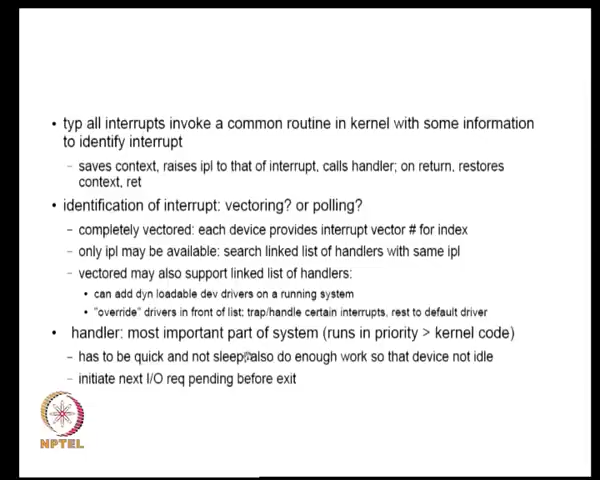 • typ all interrupts invoke a common routine in kernel with some information
to identify interrupt
– saves context, raises ipl to that of interrupt, calls handler; on return, restores
context, ret
• identification of interrupt: vectoring? or polling?
– completely vectored: each device provides interrupt vector # for index
– only ipl may be available: search linked list of handlers with same ipl
– vectored may also support linked list of handlers:
• can add dyn loadable dev drivers on a running system
• "override" drivers in front of list; trap/handle certain interrupts, rest to default driver
• handler: most important part of system (runs in priority > kernel code)
– has to be quick and not sleep; also do enough work so that device not idle
– initiate next I/O req pending before exit
NPTEL